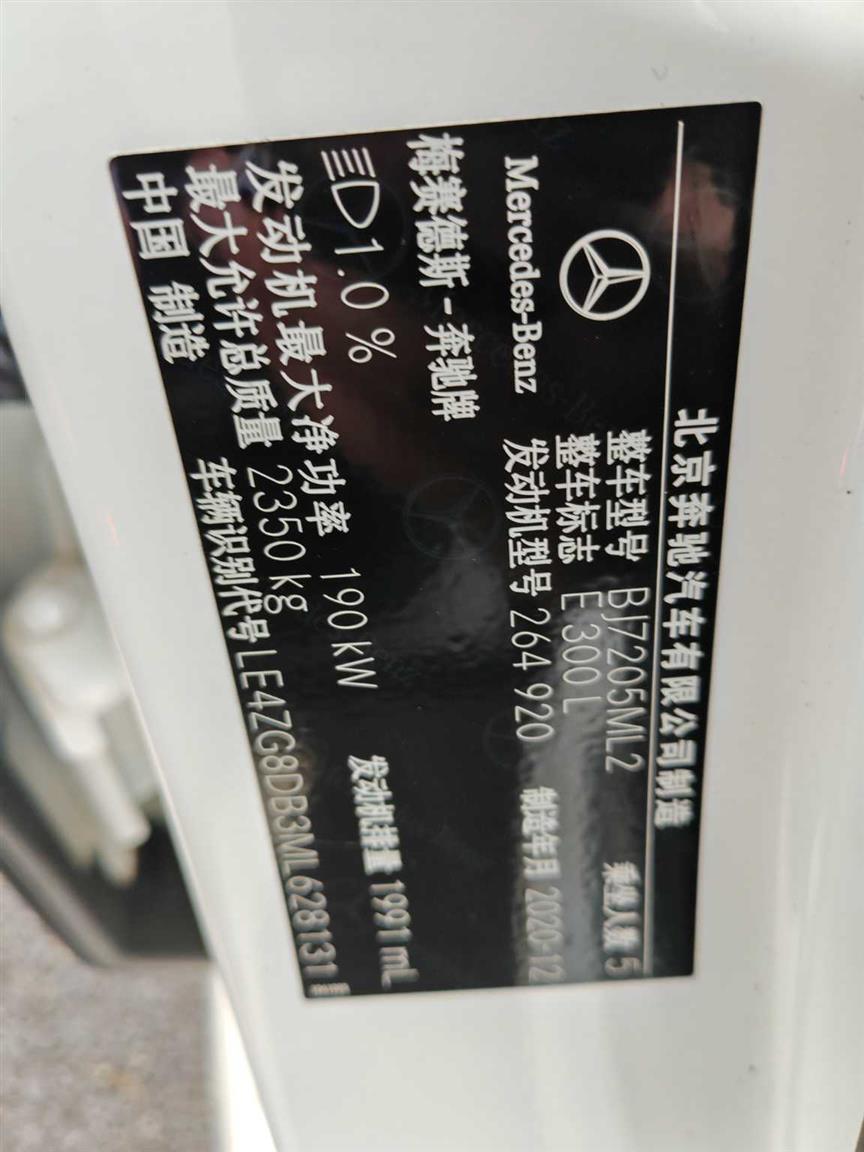 北京奔驰汽车有限公司制造
整车型号 BJ7205ML2 乘坐人数 5
整车标志 E 300 L
Mercedes-Benz 发动机型号 264 920 制造年月 2020-12
梅赛德斯-奔驰牌
1.0 %
发动机最大净功率 190 kW 发动机排量 1991 mL
最大允许总质量 2350 kg
中国 制造 车辆识别代号 LE4ZG8DB3ML628131